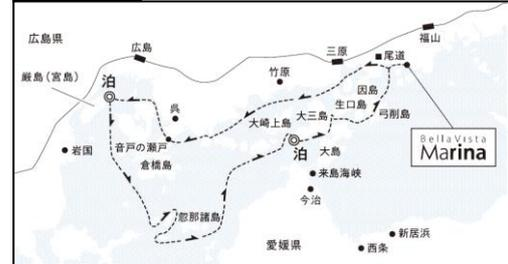 広島県
福山
広島
三原
尾道
厳島（宮島）
竹原
因島
泊
呉
生口島
弓削島
大三島
大崎上島
BellaVista
Marina
音戸の瀬戸
泊
大島
岩国
倉橋島
来島海峡
今治
忽那諸島
新居浜
愛媛県
西条